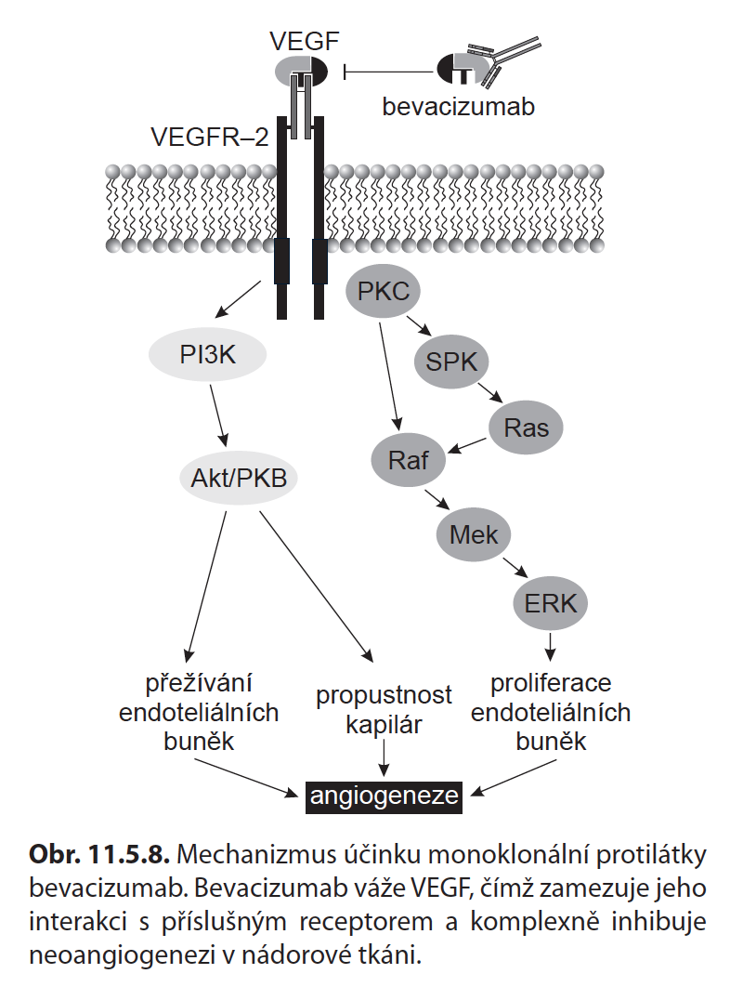 VEGF
bevacizumab
VEGFR–2
PKC
PI3K
SPK
Ras
Raf
Akt/PKB
Mek
ERK
přežívání
endoteliálních
buněk
propustnost
kapilár
proliferace
endoteliálních
buněk
angiogeneze
Obr. 11.5.8. Mechanizmus účinku monoklonální protilátky
bevacizumab. Bevacizumab váže VEGF, čímž zamezuje jeho
interakci s příslušným receptorem a komplexně inhibuje
neoangiogenezi v nádorové tkáni.